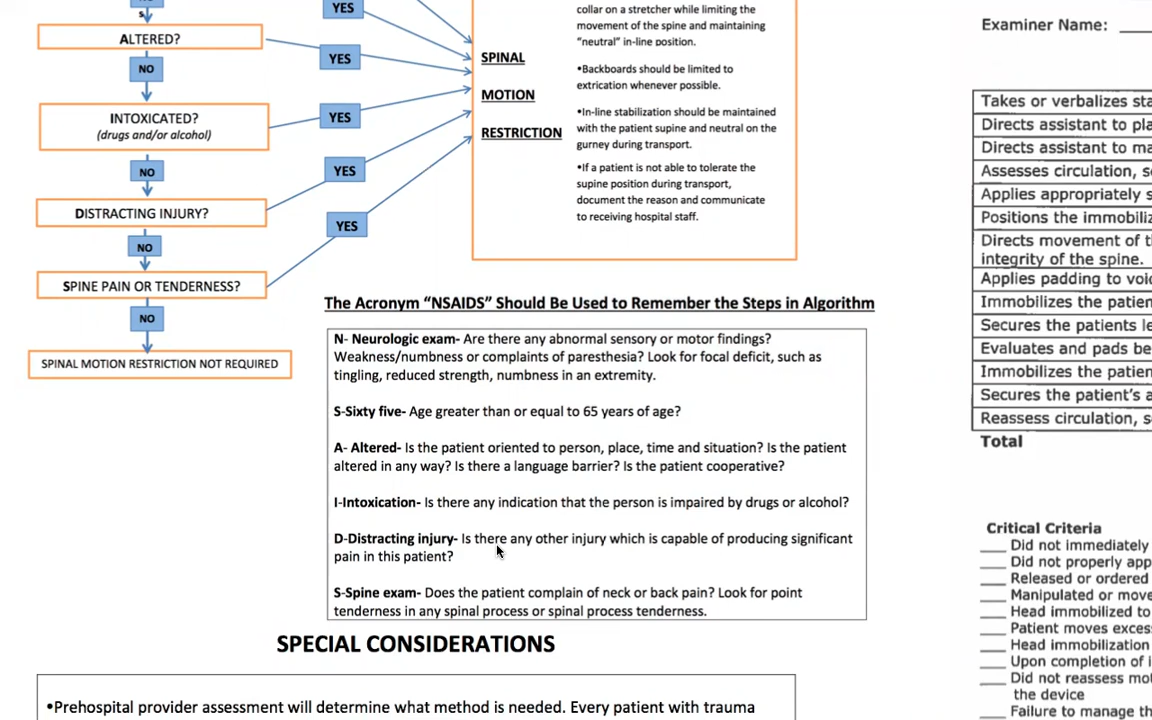 NO
ALTERED?
NO
INTOXICATED?
(drugs and/or alcohol)
NO
DISTRACTING INJURY?
NO
SPINE PAIN OR TENDERNESS?
NO
SPINAL MOTION RESTRICTION NOT REQUIRED
YES
YES
YES
YES
YES
SPINAL
MOTION
RESTRICTION
collar on a stretcher while limiting the
movement of the spine and maintaining
“neutral” in-line position.
•Backboards should be limited to
extrication whenever possible.
•In-line stabilization should be maintained
with the patient supine and neutral on the
gurney during transport.
•If a patient is not able to tolerate the
supine position during transport,
document the reason and communicate
to receiving hospital staff.
The Acronym “NSAIDS” Should Be Used to Remember the Steps in Algorithm
N- Neurologic exam- Are there any abnormal sensory or motor findings?
Weakness/numbness or complaints of paresthesia? Look for focal deficit, such as
tingling, reduced strength, numbness in an extremity.
S-Sixty five- Age greater than or equal to 65 years of age?
A- Altered- Is the patient oriented to person, place, time and situation? Is the patient
altered in any way? Is there a language barrier? Is the patient cooperative?
I-Intoxication- Is there any indication that the person is impaired by drugs or alcohol?
D-Distracting injury- Is there any other injury which is capable of producing significant
pain in this patient?
S-Spine exam- Does the patient complain of neck or back pain? Look for point
tenderness in any spinal process or spinal process tenderness.
SPECIAL CONSIDERATIONS
•Prehospital provider assessment will determine what method is needed. Every patient with trauma
Examiner Name:
Takes or verbalizes
Directs assistant to
Directs assistant to
Assesses circulation,
Applies appropriately
Positions the
Directs movement of
integrity of the spine.
Applies padding to
Immobilizes the
Secures the patients
Evaluates and pads
Immobilizes the
Secures the patient’s
Reassess circulation,
Total
Critical Criteria
Did not immediately
Did not properly
Released or ordered
Manipulated or
Head immobilized to
Patient moves
Head immobilization
Upon completion of
Did not reassess
the device
Failure to manage